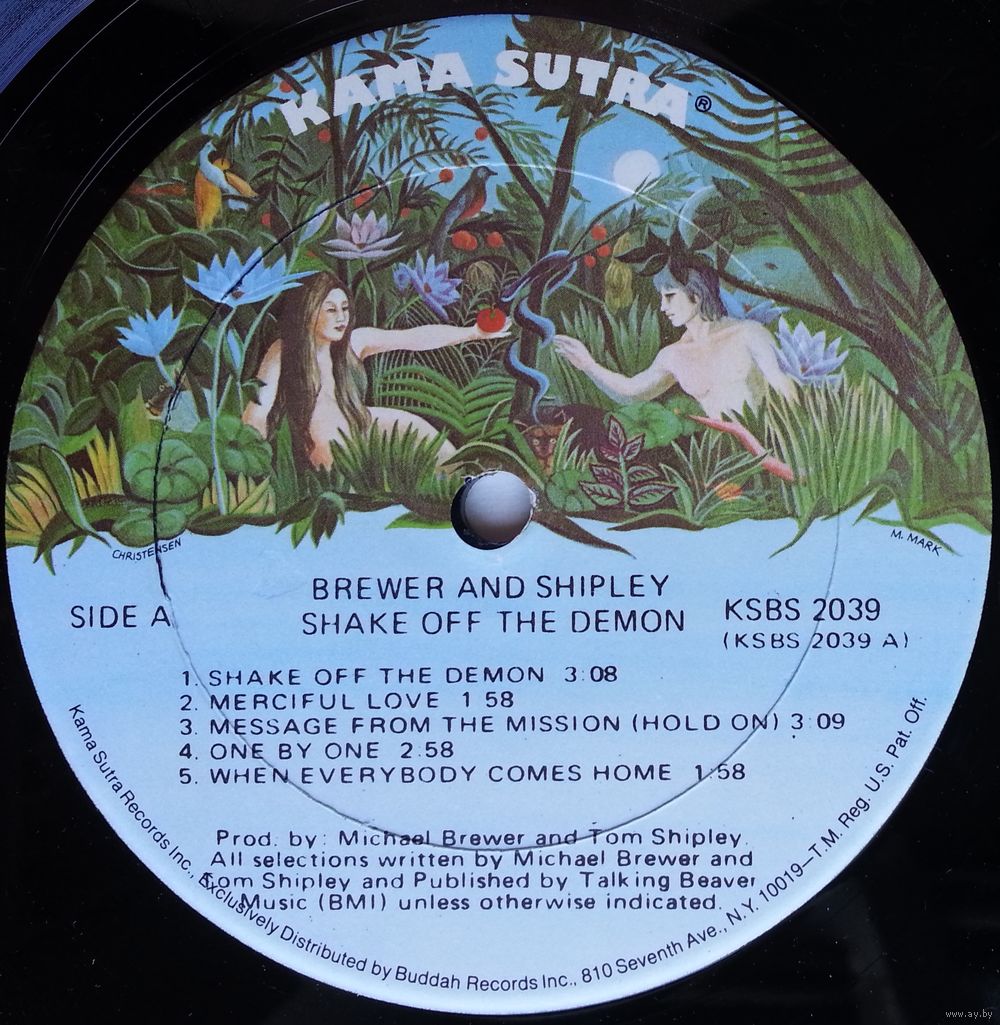 KAMA SUTRA®
CHRISTENSEN
M. MARK
BREWER AND SHIPLEY
SHAKE OFF THE DEMON
SIDE A
KSBS 2039
(KSBS 2039 A)
1. SHAKE OFF THE DEMON 3:08
2. MERCIFUL LOVE 1:58
3. MESSAGE FROM THE MISSION (HOLD ON) 3:09
4. ONE BY ONE 2:58
5. WHEN EVERYBODY COMES HOME 1:58
Prod. by: Michael Brewer and Tom Shipley.
All selections written by Michael Brewer and
Tom Shipley and Published by Talking Beaver
Music (BMI) unless otherwise indicated.
Kama Sutra Records Inc., Exclusively Distributed by Buddah Records Inc., 810 Seventh Ave., N.Y. 10019—T.M. Reg. U.S. Pat. Off.
www.ay.by